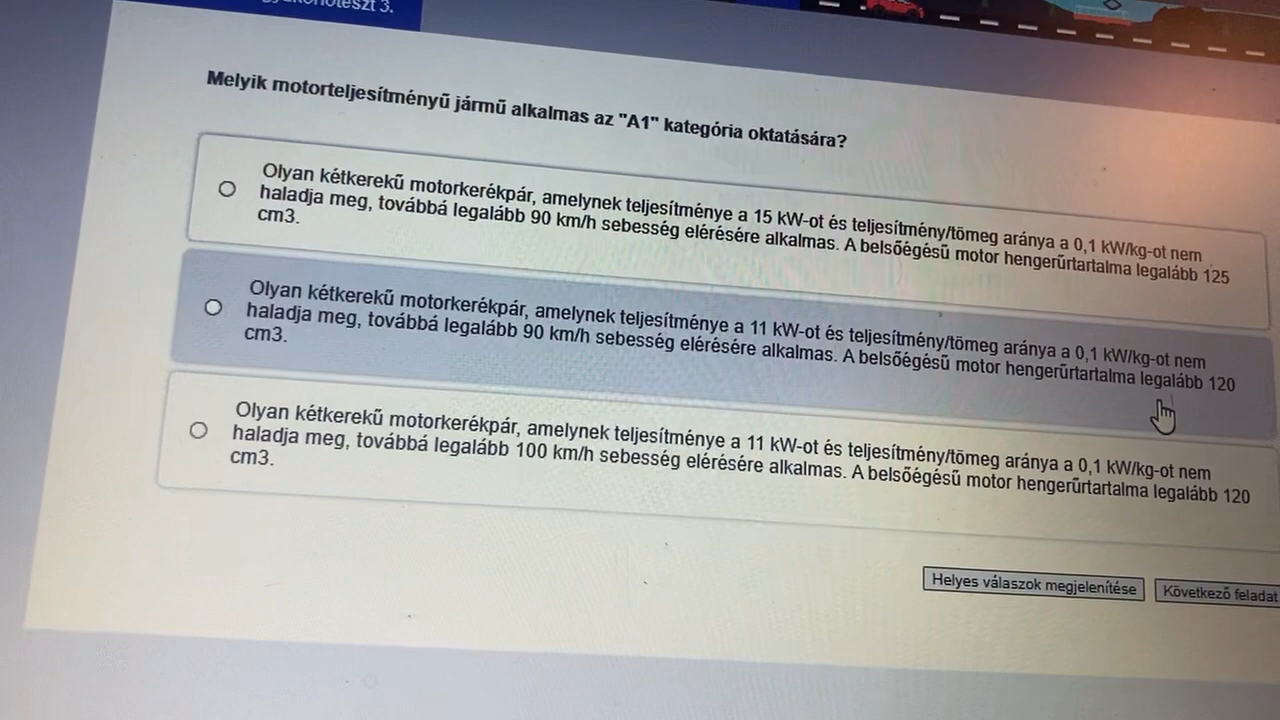 3.
Melyik motorteljesítményű jármű alkalmas az "A1" kategória oktatására?
Olyan kétkerekű motorkerékpár, amelynek teljesítménye a 15 kW-ot és teljesítmény/tömeg aránya a 0,1 kW/kg-ot nem
haladja meg, továbbá legalább 90 km/h sebesség elérésére alkalmas. A belsőégésű motor hengerűrtartalma legalább 125
cm3.
Olyan kétkerekű motorkerékpár, amelynek teljesítménye a 11 kW-ot és teljesítmény/tömeg aránya a 0,1 kW/kg-ot nem
haladja meg, továbbá legalább 90 km/h sebesség elérésére alkalmas. A belsőégésű motor hengerűrtartalma legalább 120
cm3.
Olyan kétkerekű motorkerékpár, amelynek teljesítménye a 11 kW-ot és teljesítmény/tömeg aránya a 0,1 kW/kg-ot nem
haladja meg, továbbá legalább 100 km/h sebesség elérésére alkalmas. A belsőégésű motor hengerűrtartalma legalább 120
cm3.
Helyes válaszok megjelenítése
Következő feladat